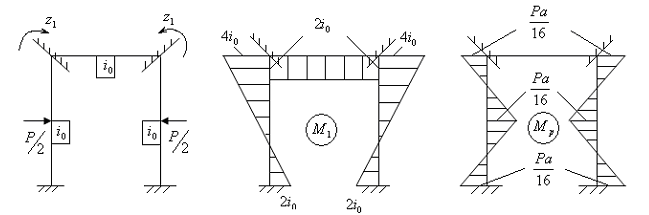 z₁ z₁
i₀
P/2 i₀ i₀ P/2
4i₀ 2i₀ 4i₀
M₁
2i₀ 2i₀
Pa/16
Pa/16
Mₚ
Pa/16